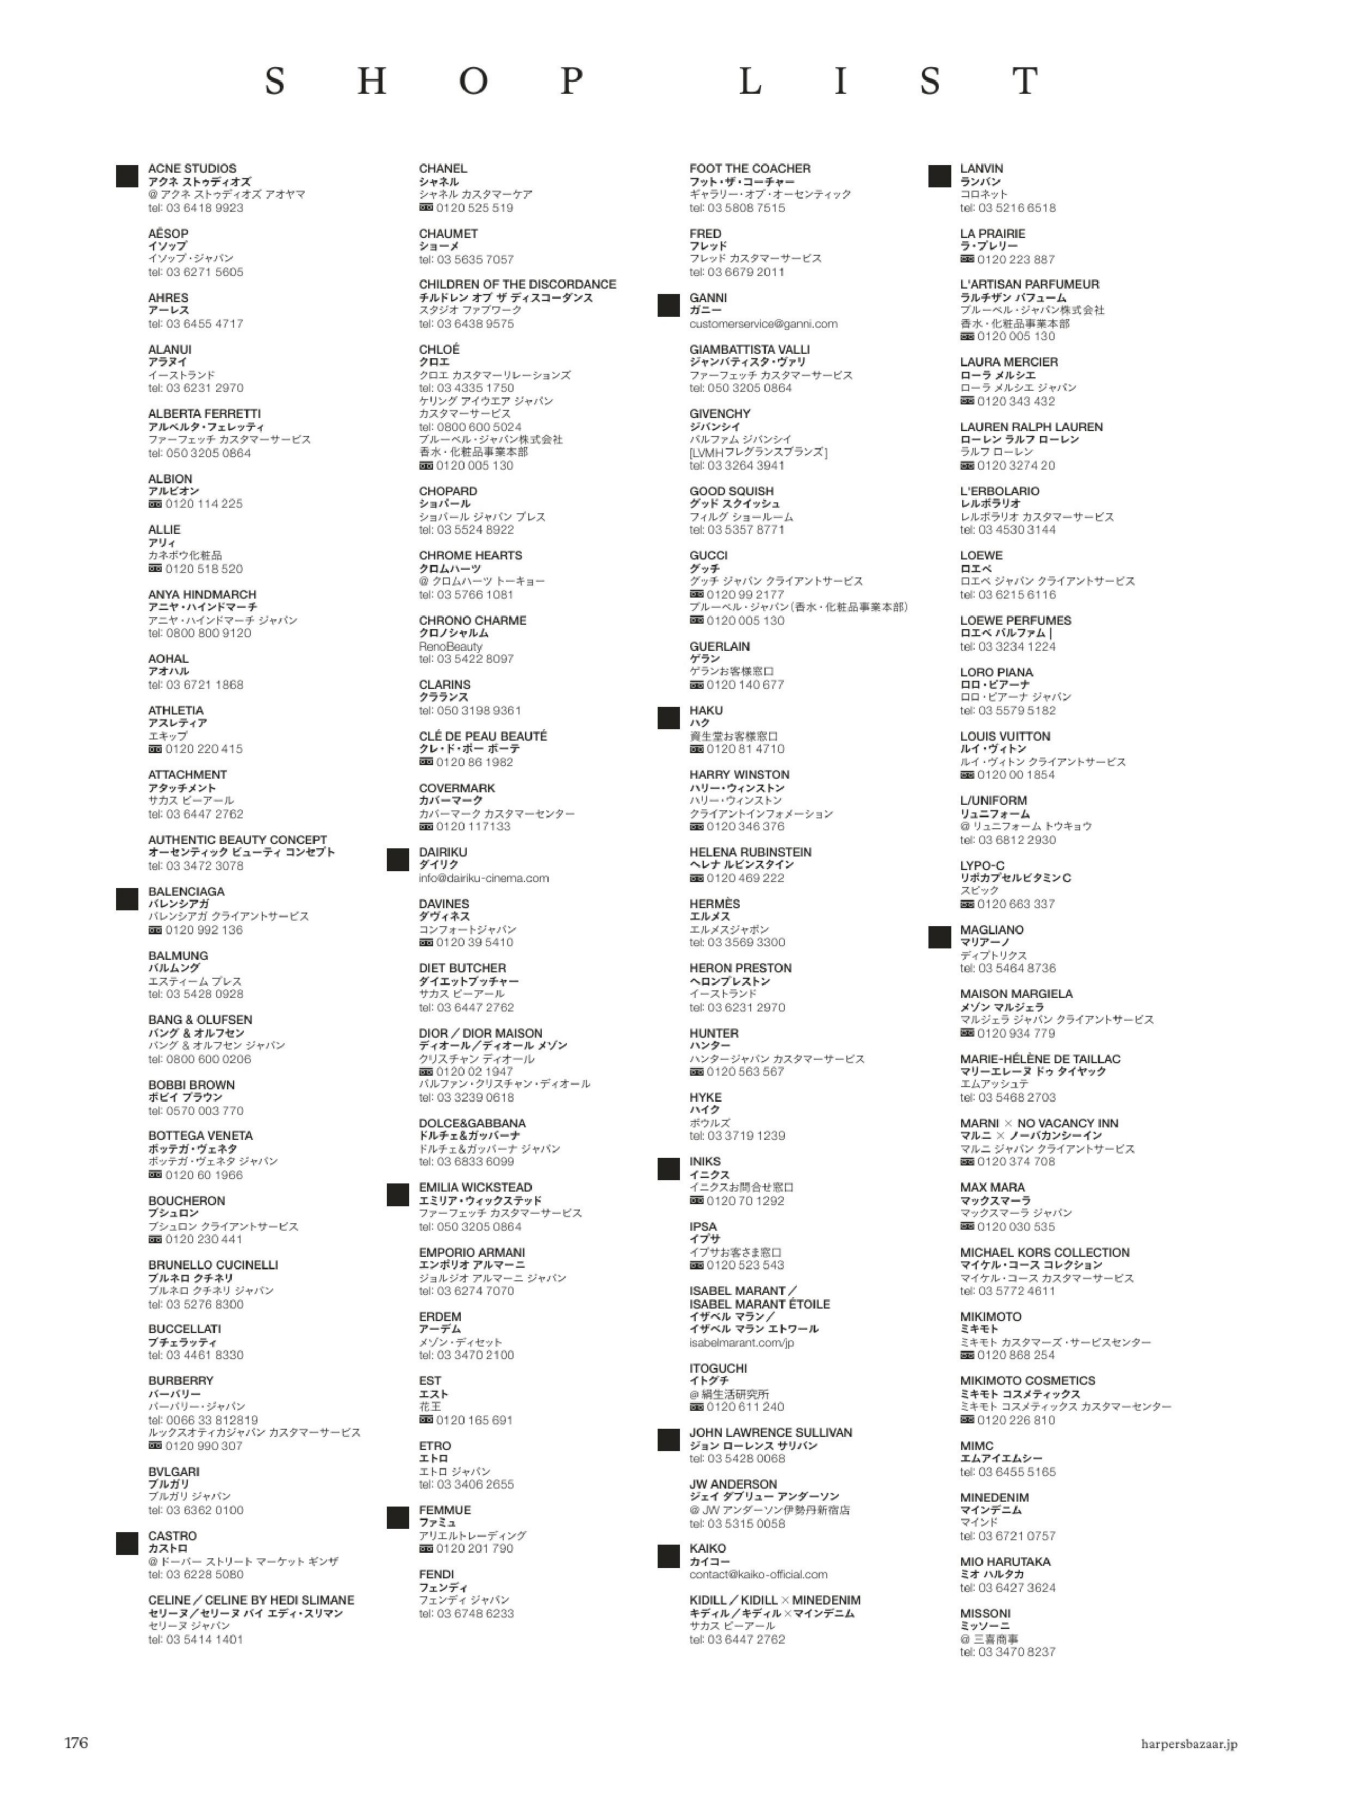 SHOP LIST
ACNE STUDIOS
アクネ ストゥディオズ
@ アクネ ストゥディオズ アオヤマ
tel: 03 6418 9923
AĒSOP
イソップ
イソップ・ジャパン
tel: 03 6271 5605
AHRES
アーレス
tel: 03 6455 4717
ALANUI
アラヌイ
イーストランド
tel: 03 6231 2970
ALBERTA FERRETTI
アルベルタ・フェレッティ
ファーフェッチ カスタマーサービス
tel: 050 3205 0864
ALBION
アルビオン
0120 114 225
ALLIE
アリィ
カネボウ化粧品
0120 518 520
ANYA HINDMARCH
アニヤ・ハインドマーチ
アニヤ・ハインドマーチ ジャパン
tel: 0800 800 9120
AOHAL
アオハル
tel: 03 6721 1868
ATHLETIA
アスレティア
エキップ
0120 220 415
ATTACHMENT
アタッチメント
サカス ピーアール
tel: 03 6447 2762
AUTHENTIC BEAUTY CONCEPT
オーセンティック ビューティ コンセプト
tel: 03 3472 3078
BALENCIAGA
バレンシアガ
バレンシアガ クライアントサービス
0120 992 136
BALMUNG
バルムング
エスティーム プレス
tel: 03 5428 0928
BANG & OLUFSEN
バング & オルフセン
バング & オルフセン ジャパン
tel: 0800 600 0206
BOBBI BROWN
ボビイ ブラウン
tel: 0570 003 770
BOTTEGA VENETA
ボッテガ・ヴェネタ
ボッテガ・ヴェネタ ジャパン
0120 60 1966
BOUCHERON
ブシュロン
ブシュロン クライアントサービス
0120 230 441
BRUNELLO CUCINELLI
ブルネロ クチネリ
ブルネロ クチネリ ジャパン
tel: 03 5276 8300
BUCCELLATI
ブチェラッティ
tel: 03 4461 8330
BURBERRY
バーバリー
バーバリー・ジャパン
tel: 0066 33 812819
ルックスオティカジャパン カスタマーサービス
0120 990 307
BVLGARI
ブルガリ
ブルガリ ジャパン
tel: 03 6362 0100
CASTRO
カストロ
@ ドーバー ストリート マーケット ギンザ
tel: 03 6228 5080
CELINE／CELINE BY HEDI SLIMANE
セリーヌ／セリーヌ バイ エディ・スリマン
セリーヌ ジャパン
tel: 03 5414 1401
CHANEL
シャネル
シャネル カスタマーケア
0120 525 519
CHAUMET
ショーメ
tel: 03 5635 7057
CHILDREN OF THE DISCORDANCE
チルドレン オブ ザ ディスコーダンス
スタジオ ファブワーク
tel: 03 6438 9575
CHLOÉ
クロエ
クロエ カスタマーリレーションズ
tel: 03 4335 1750
ケリング アイウエア ジャパン
カスタマーサービス
tel: 0800 600 5024
ブルーベル・ジャパン株式会社
香水・化粧品事業本部
0120 005 130
CHOPARD
ショパール
ショパール ジャパン プレス
tel: 03 5524 8922
CHROME HEARTS
クロムハーツ
@ クロムハーツ トーキョー
tel: 03 5766 1081
CHRONO CHARME
クロノシャルム
RenoBeauty
tel: 03 5422 8097
CLARINS
クラランス
tel: 050 3198 9361
CLÉ DE PEAU BEAUTÉ
クレ・ド・ポー ボーテ
0120 86 1982
COVERMARK
カバーマーク
カバーマーク カスタマーセンター
0120 117133
DAIRIKU
ダイリク
info@dairiku-cinema.com
DAVINES
ダヴィネス
コンフォートジャパン
0120 39 5410
DIET BUTCHER
ダイエットブッチャー
サカス ピーアール
tel: 03 6447 2762
DIOR／DIOR MAISON
ディオール／ディオール メゾン
クリスチャン ディオール
0120 02 1947
パルファン・クリスチャン・ディオール
tel: 03 3239 0618
DOLCE&GABBANA
ドルチェ&ガッバーナ
ドルチェ&ガッバーナ ジャパン
tel: 03 6833 6099
EMILIA WICKSTEAD
エミリア・ウィックステッド
ファーフェッチ カスタマーサービス
tel: 050 3205 0864
EMPORIO ARMANI
エンポリオ アルマーニ
ジョルジオ アルマーニ ジャパン
tel: 03 6274 7070
ERDEM
アーデム
メゾン・ディセット
tel: 03 3470 2100
EST
エスト
花王
0120 165 691
ETRO
エトロ
エトロ ジャパン
tel: 03 3406 2655
FEMMUE
ファミュ
アリエルトレーディング
0120 201 790
FENDI
フェンディ
フェンディ ジャパン
tel: 03 6748 6233
FOOT THE COACHER
フット・ザ・コーチャー
ギャラリー・オブ・オーセンティック
tel: 03 5808 7515
FRED
フレッド
フレッド カスタマーサービス
tel: 03 6679 2011
GANNI
ガニー
customerservice@ganni.com
GIAMBATTISTA VALLI
ジャンバティスタ・ヴァリ
ファーフェッチ カスタマーサービス
tel: 050 3205 0864
GIVENCHY
ジバンシイ
パルファム ジバンシイ
[LVMHフレグランスブランズ]
tel: 03 3264 3941
GOOD SQUISH
グッド スクイッシュ
フィルグ ショールーム
tel: 03 5357 8771
GUCCI
グッチ
グッチ ジャパン クライアントサービス
0120 99 2177
ブルーベル・ジャパン（香水・化粧品事業本部）
0120 005 130
GUERLAIN
ゲラン
ゲランお客様窓口
0120 140 677
HAKU
ハク
資生堂お客様窓口
0120 81 4710
HARRY WINSTON
ハリー・ウィンストン
ハリー・ウィンストン
クライアントインフォメーション
0120 346 376
HELENA RUBINSTEIN
ヘレナ ルビンスタイン
0120 469 222
HERMÈS
エルメス
エルメスジャポン
tel: 03 3569 3300
HERON PRESTON
ヘロンプレストン
イーストランド
tel: 03 6231 2970
HUNTER
ハンター
ハンタージャパン カスタマーサービス
0120 563 567
HYKE
ハイク
ボウルズ
tel: 03 3719 1239
INIKS
イニクス
イニクスお問合せ窓口
0120 70 1292
IPSA
イプサ
イプサお客さま窓口
0120 523 543
ISABEL MARANT／
ISABEL MARANT ÉTOILE
イザベル マラン／
イザベル マラン エトワール
isabelmarant.com/jp
ITOGUCHI
イトグチ
@ 絹生活研究所
0120 611 240
JOHN LAWRENCE SULLIVAN
ジョン ローレンス サリバン
tel: 03 5428 0068
JW ANDERSON
ジェイ ダブリュー アンダーソン
@ JW アンダーソン伊勢丹新宿店
tel: 03 5315 0058
KAIKO
カイコー
contact@kaiko-official.com
KIDILL／KIDILL × MINEDENIM
キディル／キディル×マインデニム
サカス ピーアール
tel: 03 6447 2762
LANVIN
ランバン
コロネット
tel: 03 5216 6518
LA PRAIRIE
ラ・プレリー
0120 223 887
L'ARTISAN PARFUMEUR
ラルチザン パフューム
ブルーベル・ジャパン株式会社
香水・化粧品事業本部
0120 005 130
LAURA MERCIER
ローラ メルシエ
ローラ メルシエ ジャパン
0120 343 432
LAUREN RALPH LAUREN
ローレン ラルフ ローレン
ラルフ ローレン
0120 3274 20
L'ERBOLARIO
レルボラリオ
レルボラリオ カスタマーサービス
tel: 03 4530 3144
LOEWE
ロエベ
ロエベ ジャパン クライアントサービス
tel: 03 6215 6116
LOEWE PERFUMES
ロエベ パルファム |
tel: 03 3234 1224
LORO PIANA
ロロ・ピアーナ
ロロ・ピアーナ ジャパン
tel: 03 5579 5182
LOUIS VUITTON
ルイ・ヴィトン
ルイ・ヴィトン クライアントサービス
0120 00 1854
L/UNIFORM
リュニフォーム
@ リュニフォーム トウキョウ
tel: 03 6812 2930
LYPO-C
リポカプセルビタミンC
スピック
0120 663 337
MAGLIANO
マリアーノ
ディプトリクス
tel: 03 5464 8736
MAISON MARGIELA
メゾン マルジェラ
マルジェラ ジャパン クライアントサービス
0120 934 779
MARIE-HÉLÈNE DE TAILLAC
マリーエレーヌ ドゥ タイヤック
エムアッシュテ
tel: 03 5468 2703
MARNI × NO VACANCY INN
マルニ × ノーバカンシーイン
マルニ ジャパン クライアントサービス
0120 374 708
MAX MARA
マックスマーラ
マックスマーラ ジャパン
0120 030 535
MICHAEL KORS COLLECTION
マイケル・コース コレクション
マイケル・コース カスタマーサービス
tel: 03 5772 4611
MIKIMOTO
ミキモト
ミキモト カスタマーズ・サービスセンター
0120 868 254
MIKIMOTO COSMETICS
ミキモト コスメティックス
ミキモト コスメティックス カスタマーセンター
0120 226 810
MIMC
エムアイエムシー
tel: 03 6455 5165
MINEDENIM
マインデニム
マインド
tel: 03 6721 0757
MIO HARUTAKA
ミオ ハルタカ
tel: 03 6427 3624
MISSONI
ミッソーニ
@ 三喜商事
tel: 03 3470 8237
176
harpersbazaar.jp